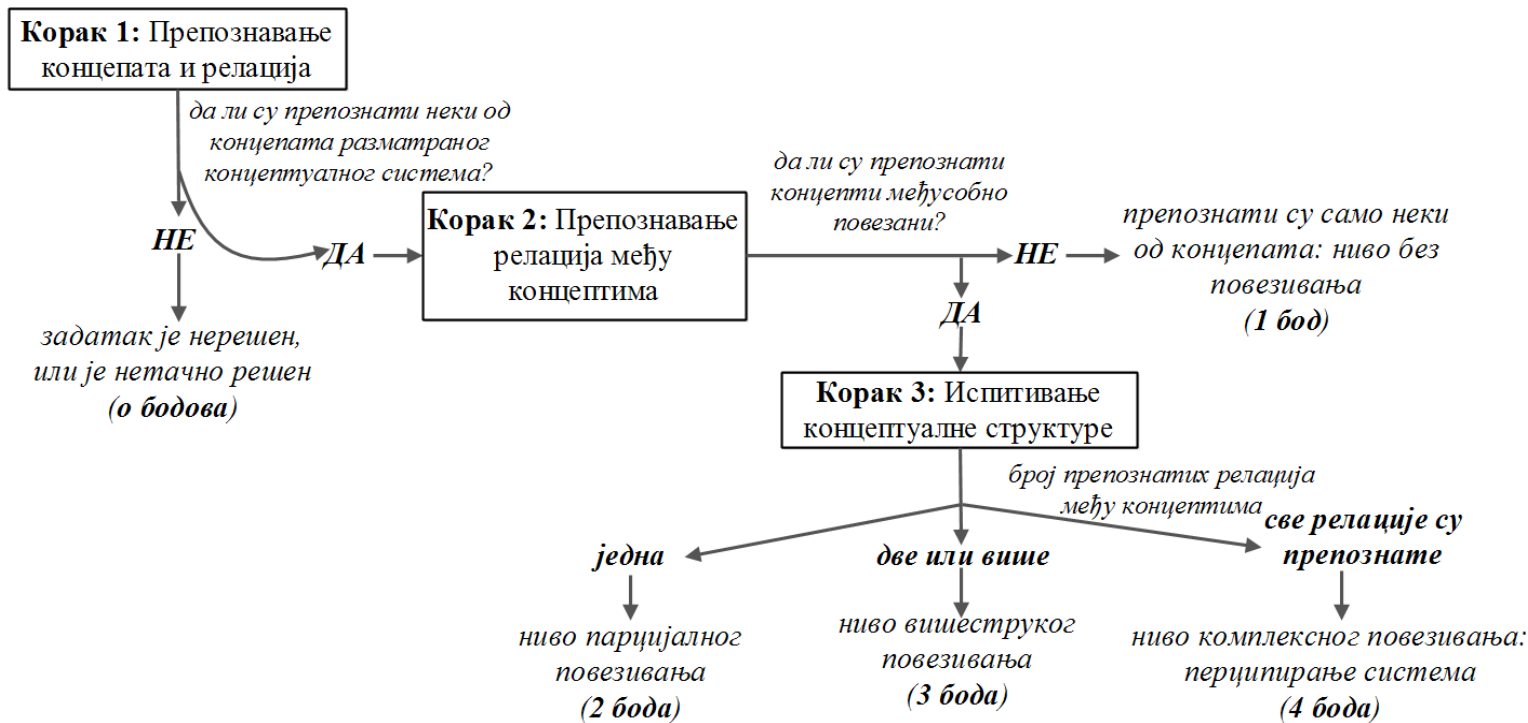 Корак 1: Препознавање
концепата и релација
да ли су препознати неки од
концепата разматраног
концептуалног система?
НЕ
ДА
задатак је нерешен,
или је нетачно решен
(о бодова)
Корак 2: Препознавање
релација међу
концептима
да ли су препознати
концепти међусобно
повезани?
НЕ
препознати су само неки
од концепата: ниво без
повезивања
(1 бод)
ДА
Корак 3: Испитивање
концептуалне структуре
број препознатих релација
међу концептима
једна
две или више
све релације су
препознате
ниво парцијалног
повезивања
(2 бода)
ниво вишеструког
повезивања
(3 бода)
ниво комплексног повезивања:
перципирање система
(4 бода)